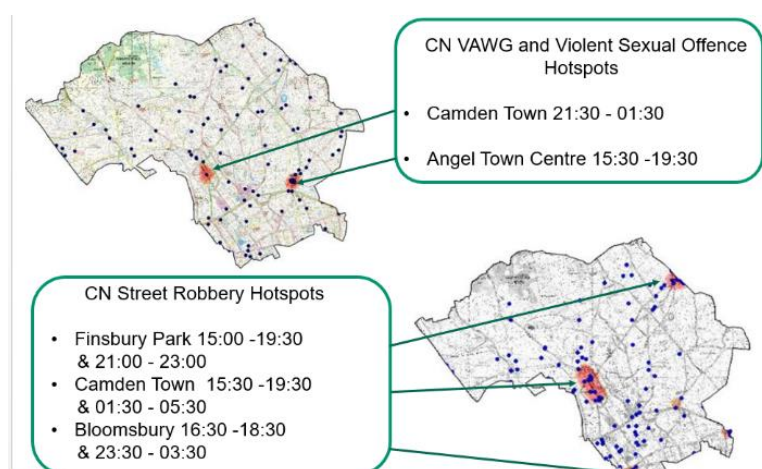 CN VAWG and Violent Sexual Offence
Hotspots
• Camden Town 21:30 - 01:30
• Angel Town Centre 15:30 -19:30
CN Street Robbery Hotspots
• Finsbury Park 15:00 -19:30
& 21:00 - 23:00
• Camden Town 15:30 -19:30
& 01:30 - 05:30
• Bloomsbury 16:30 -18:30
& 23:30 - 03:30